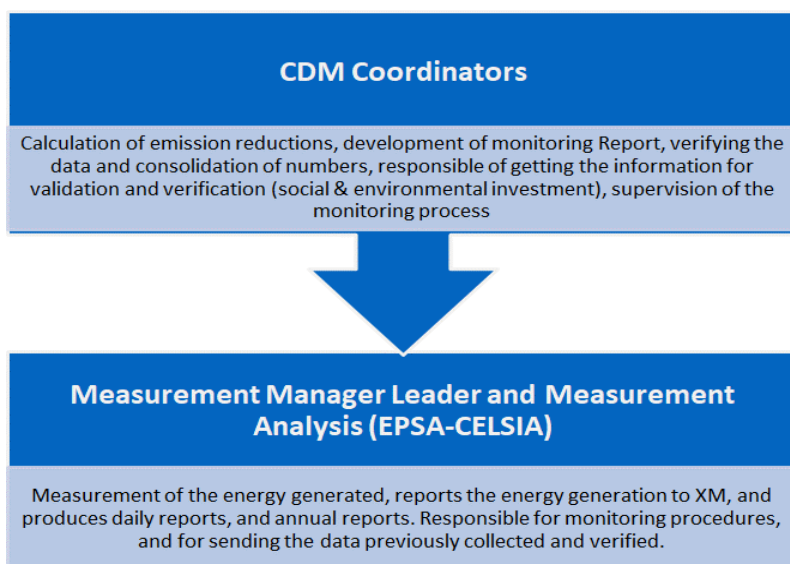 CDM Coordinators
Calculation of emission reductions, development of monitoring Report, verifying the
data and consolidation of numbers, responsible of getting the information for
validation and verification (social & environmental investment), supervision of the
monitoring process
Measurement Manager Leader and Measurement
Analysis (EPSA-CELSIA)
Measurement of the energy generated, reports the energy generation to XM, and
produces daily reports, and annual reports. Responsible for monitoring procedures,
and for sending the data previously collected and verified.